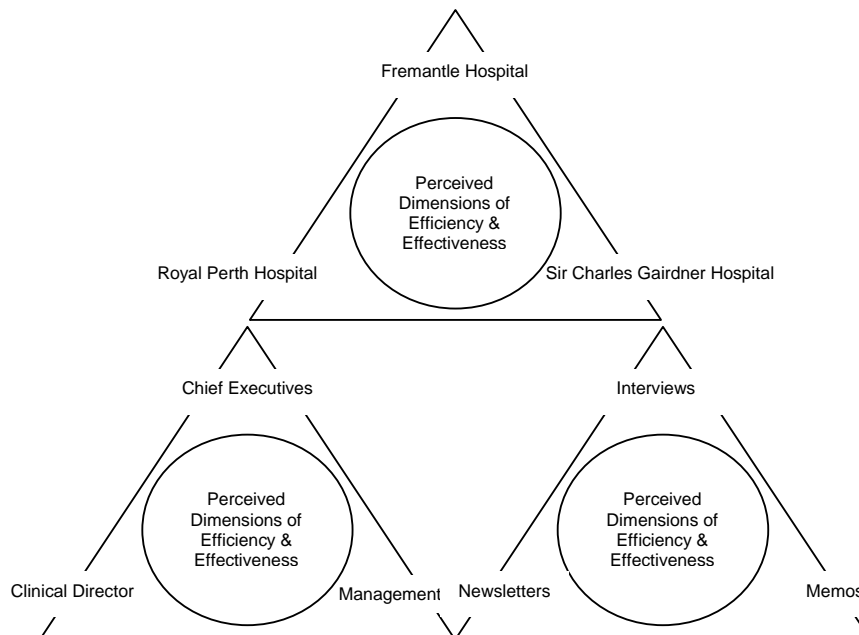 Fremantle Hospital
Perceived
Dimensions of
Efficiency &
Effectiveness
Royal Perth Hospital
Sir Charles Gairdner Hospital
Chief Executives
Interviews
Perceived
Dimensions of
Efficiency &
Effectiveness
Perceived
Dimensions of
Efficiency &
Effectiveness
Clinical Director
Management
Newsletters
Memos